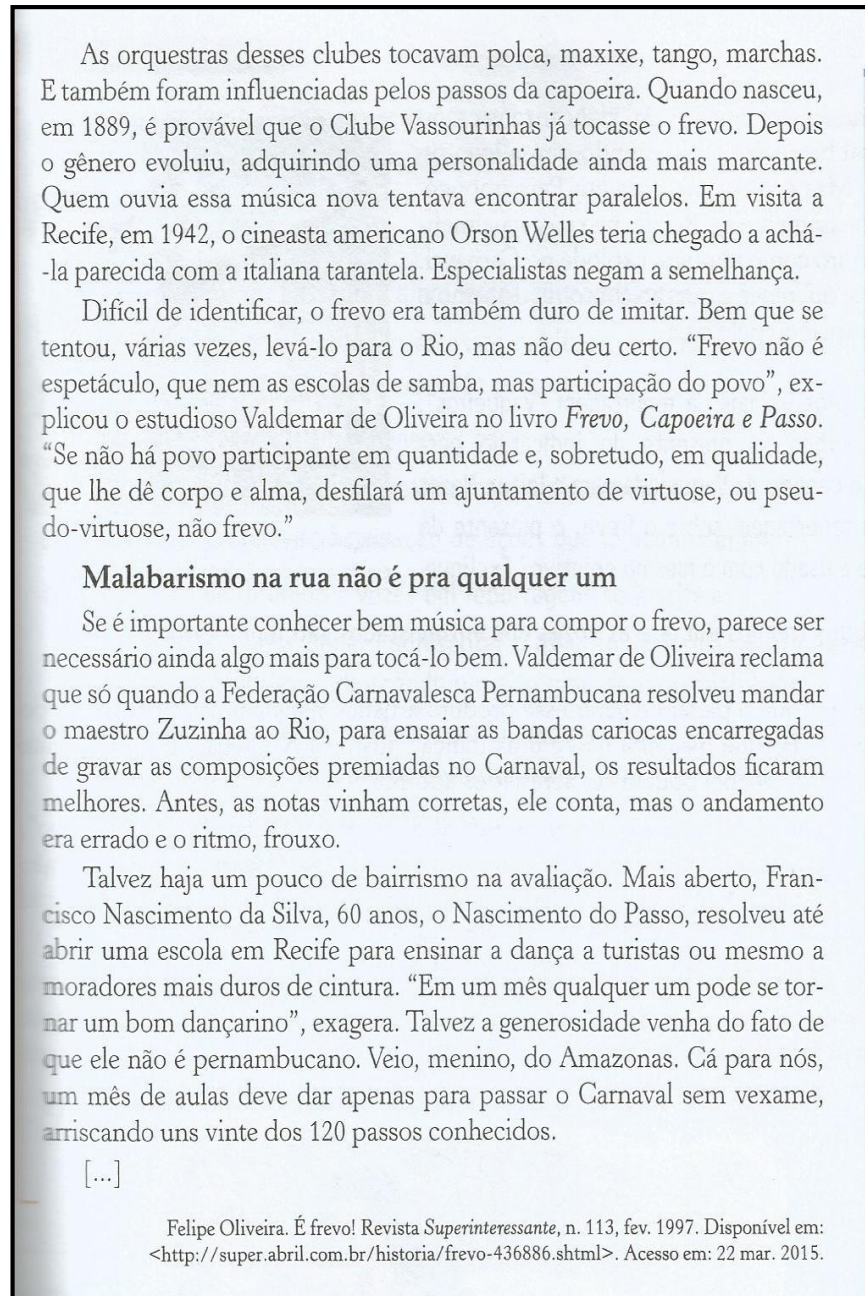 As orquestras desses clubes tocavam polca, maxixe, tango, marchas.
E também foram influenciadas pelos passos da capoeira. Quando nasceu,
em 1889, é provável que o Clube Vassourinhas já tocasse o frevo. Depois
o gênero evoluiu, adquirindo uma personalidade ainda mais marcante.
Quem ouvia essa música nova tentava encontrar paralelos. Em visita a
Recife, em 1942, o cineasta americano Orson Welles teria chegado a achá-
-la parecida com a italiana tarantela. Especialistas negam a semelhança.
Difícil de identificar, o frevo era também duro de imitar. Bem que se
tentou, várias vezes, levá-lo para o Rio, mas não deu certo. “Frevo não é
espetáculo, que nem as escolas de samba, mas participação do povo”, ex-
plicou o estudioso Valdemar de Oliveira no livro Frevo, Capoeira e Passo.
“Se não há povo participante em quantidade e, sobretudo, em qualidade,
que lhe dê corpo e alma, desfilará um ajuntamento de virtuose, ou pseu-
do-virtuose, não frevo.”
Malabarismo na rua não é pra qualquer um
Se é importante conhecer bem música para compor o frevo, parece ser
necessário ainda algo mais para tocá-lo bem. Valdemar de Oliveira reclama
que só quando a Federação Carnavalesca Pernambucana resolveu mandar
o maestro Zuzinha ao Rio, para ensaiar as bandas cariocas encarregadas
de gravar as composições premiadas no Carnaval, os resultados ficaram
melhores. Antes, as notas vinham corretas, ele conta, mas o andamento
era errado e o ritmo, frouxo.
Talvez haja um pouco de bairrismo na avaliação. Mais aberto, Fran-
cisco Nascimento da Silva, 60 anos, o Nascimento do Passo, resolveu até
abrir uma escola em Recife para ensinar a dança a turistas ou mesmo a
moradores mais duros de cintura. “Em um mês qualquer um pode se tor-
nar um bom dançarino”, exagera. Talvez a generosidade venha do fato de
que ele não é pernambucano. Veio, menino, do Amazonas. Cá para nós,
um mês de aulas deve dar apenas para passar o Carnaval sem vexame,
arriscando uns vinte dos 120 passos conhecidos.
[...]
Felipe Oliveira. É frevo! Revista Superinteressante, n. 113, fev. 1997. Disponível em:
<http://super.abril.com.br/historia/frevo-436886.shtml>. Acesso em: 22 mar. 2015.